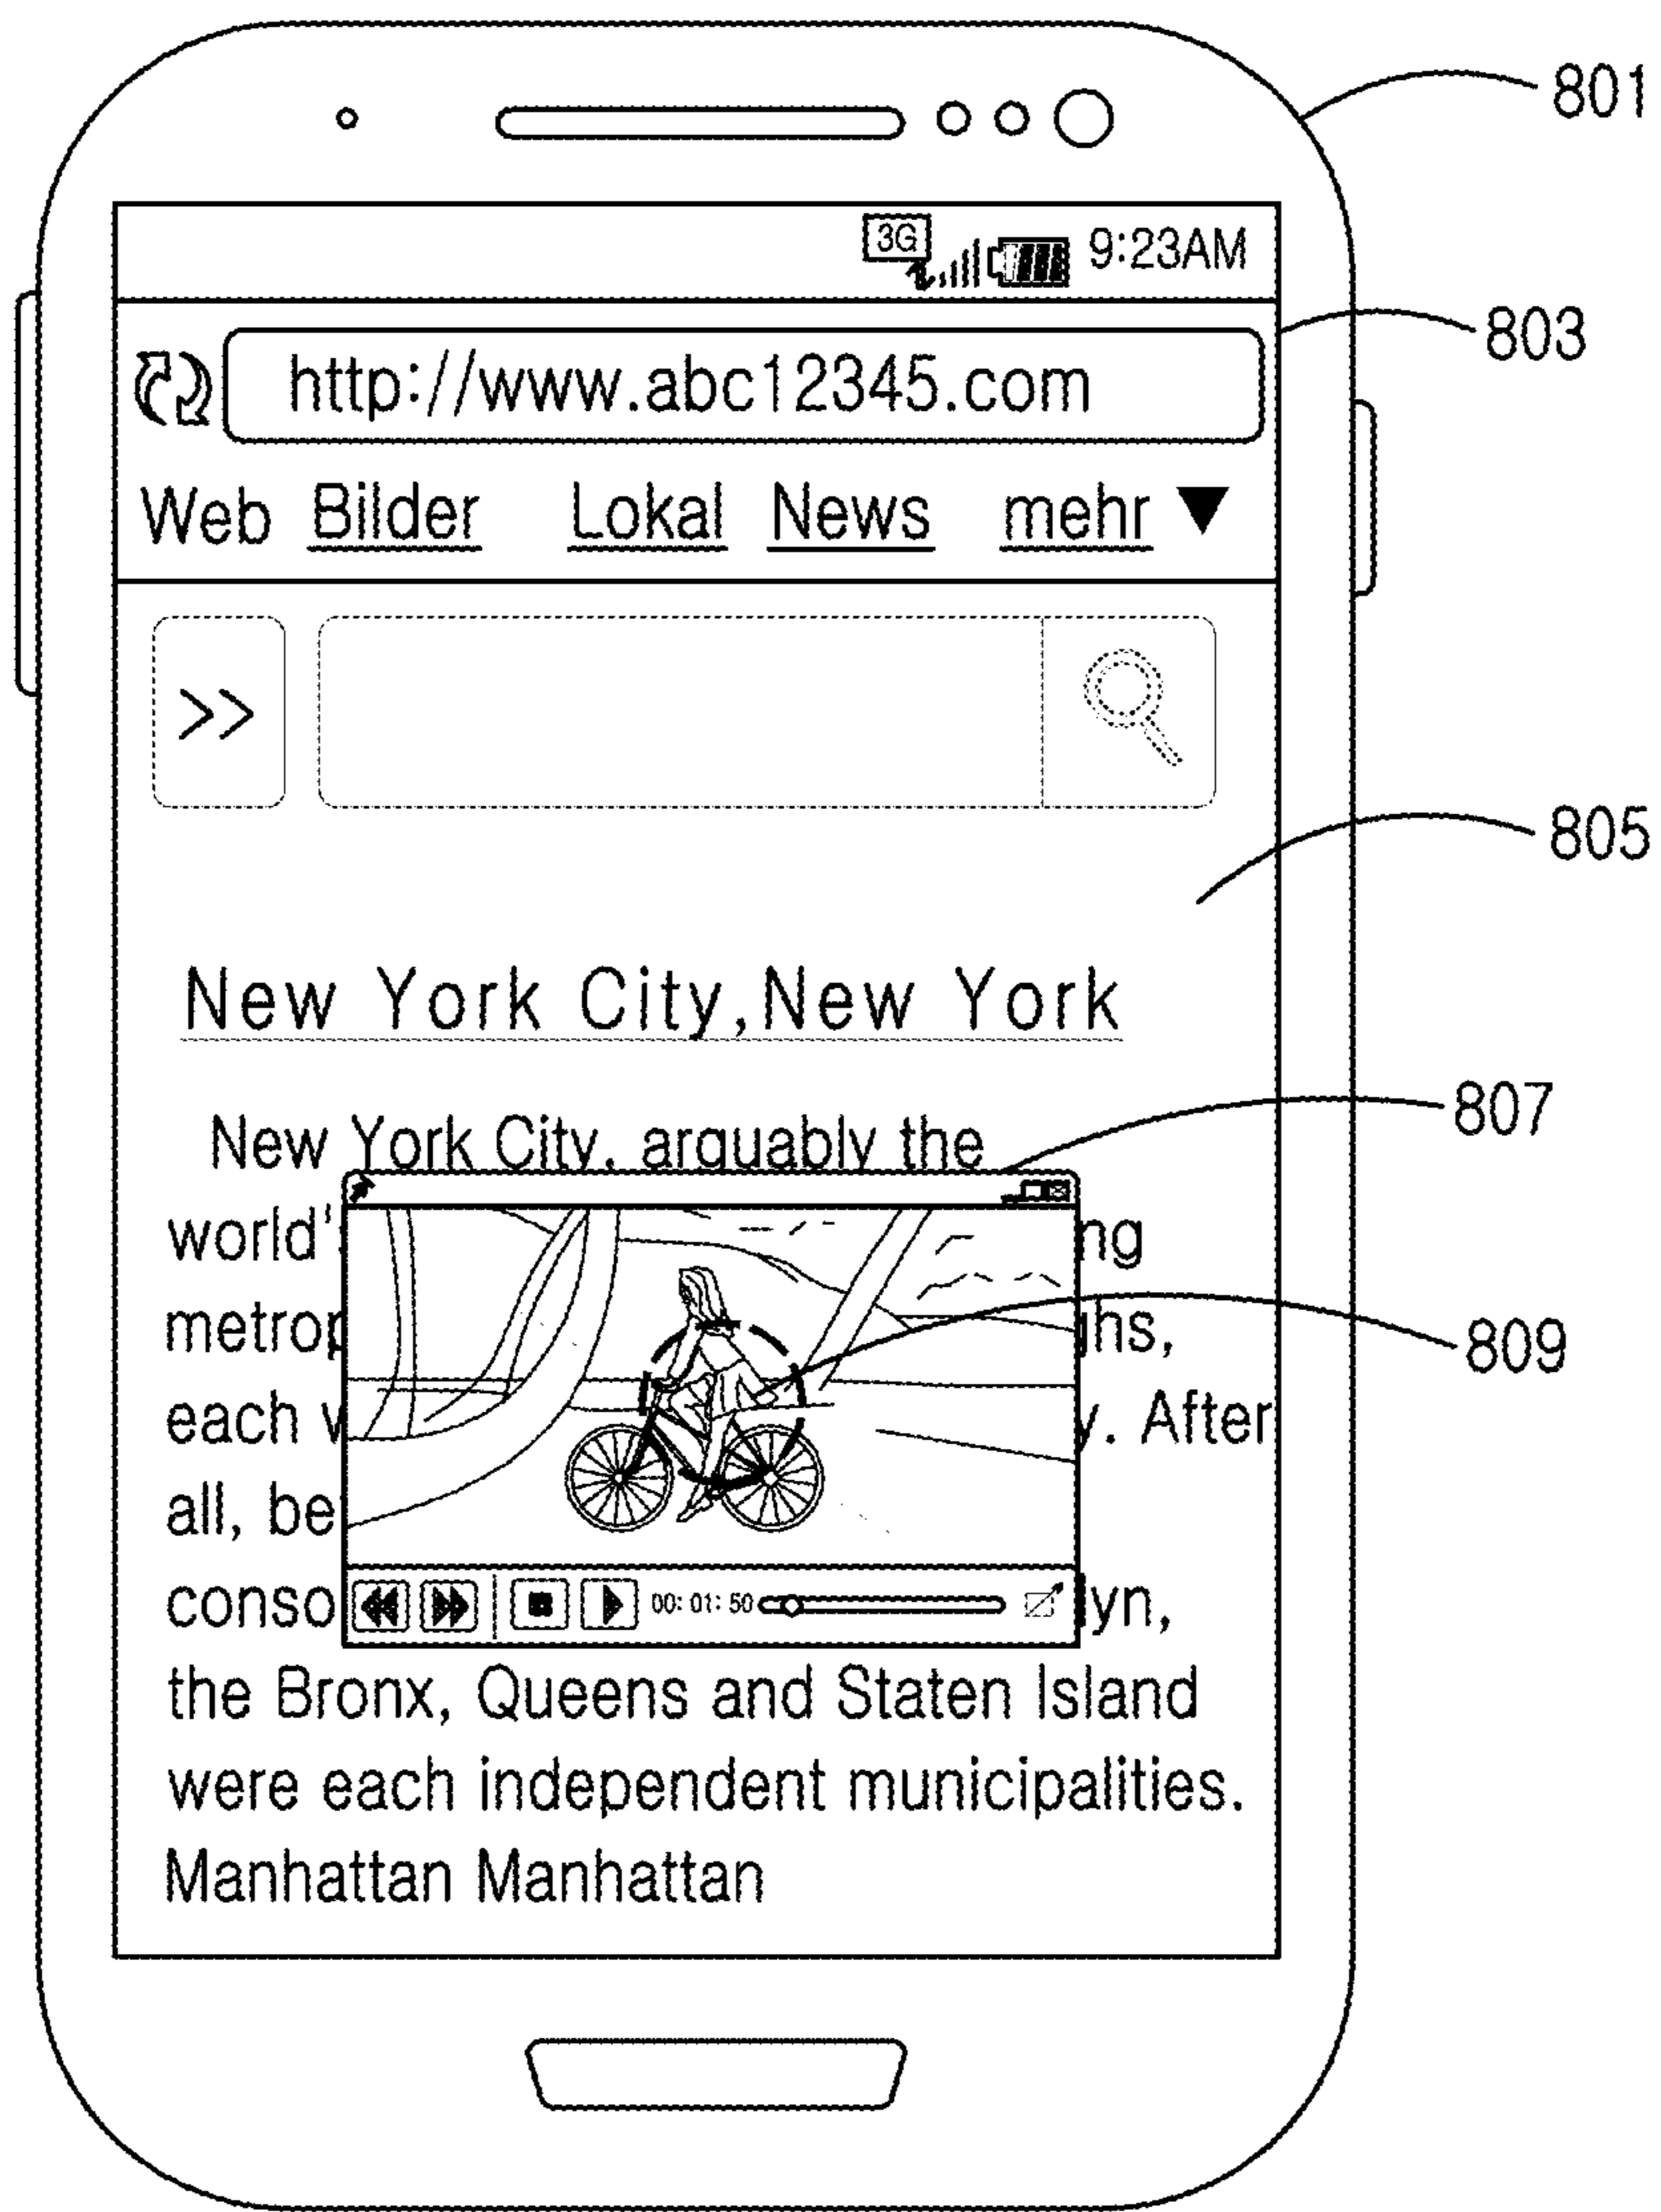 801
3G 9:23AM
803
http://www.abc12345.com
Web Bilder Lokal News mehr ▼
>>
805
New York City,New York
807
New York City, arguably the
world' ng
metrop ghs,
809
each y. After
all, be
conso lyn,
00:01:50
the Bronx, Queens and Staten Island
were each independent municipalities.
Manhattan Manhattan